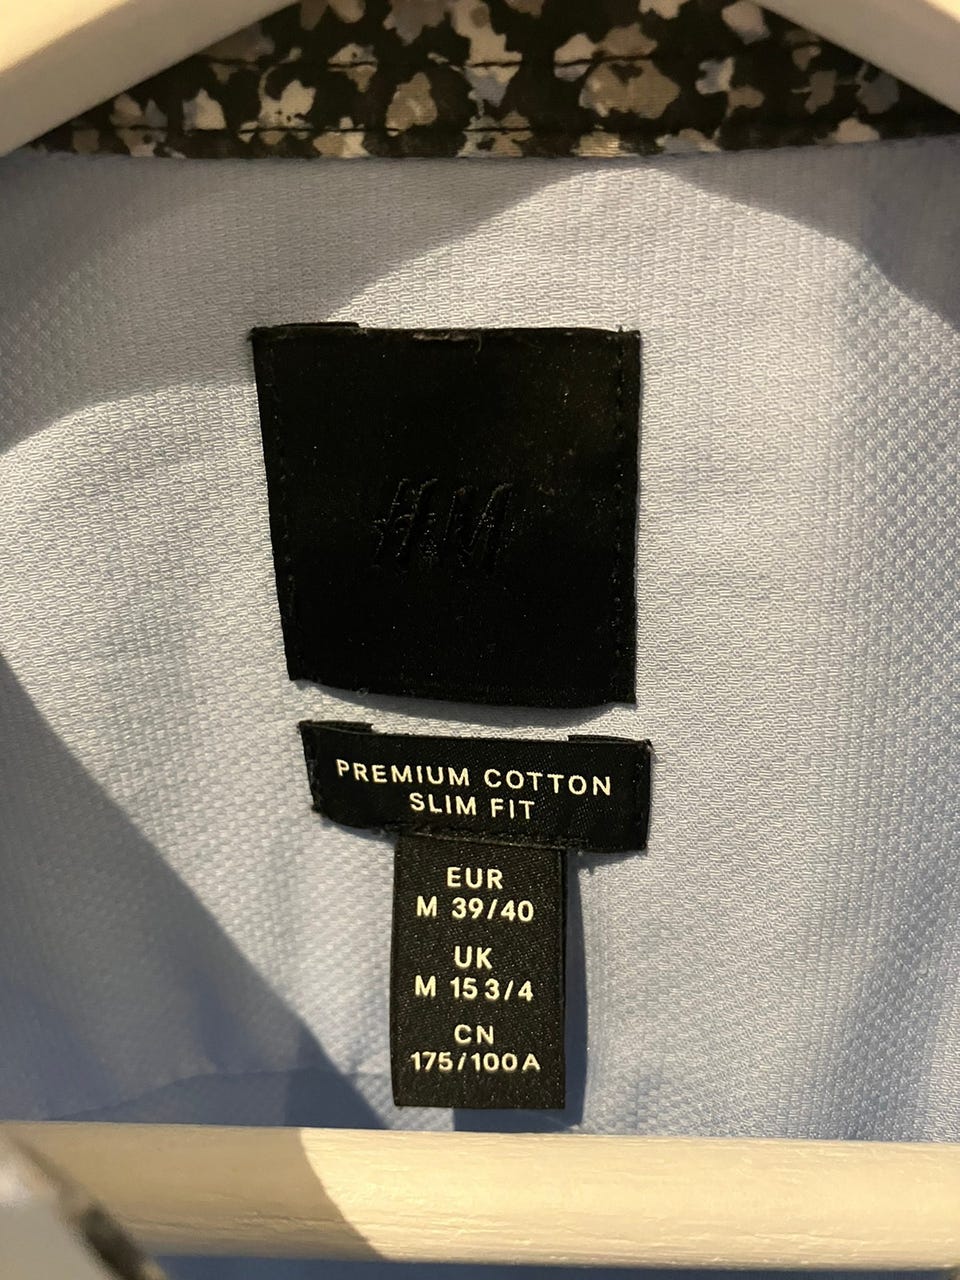 H&M
PREMIUM COTTON
SLIM FIT
EUR
M 39/40
UK
M 15 3/4
CN
175/100A